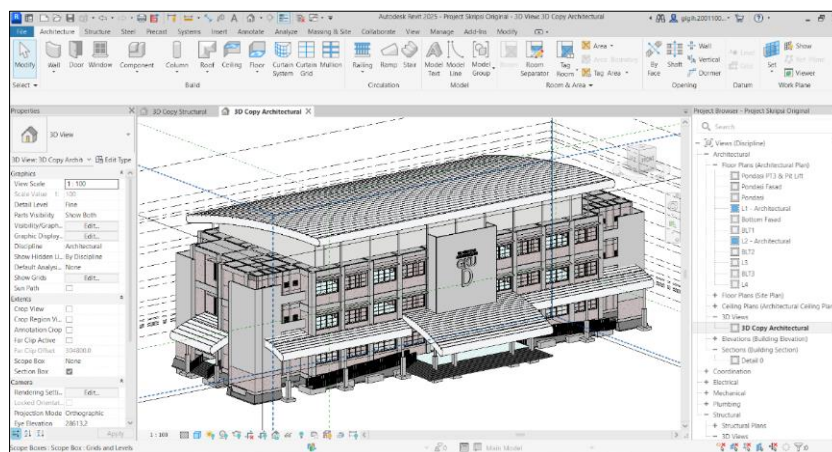 Autodesk Revit 2025 - Project Skripsi Original - 3D View: 3D Copy Architectural
File Architecture Structure Steel Precast Systems Insert Annotate Analyze Massing & Site Collaborate View Manage Add-Ins Modify
Modify Wall Door Window Component Column Roof Ceiling Floor Curtain System Curtain Grid Mullion Railing Ramp Stair Model Text Model Line Model Group Room Room Separator Tag Room Area Area Boundary Tag Area By Face Shaft Wall Vertical Dormer Level Grid Set Show Ref Plane Viewer
Select Build Circulation Model Room & Area Opening Datum Work Plane
Properties
3D View
3D View: 3D Copy Archit Edit Type
Graphics
View Scale 1 : 100
Scale Value 1: 100
Detail Level Fine
Parts Visibility Show Both
Visibility/Graph... Edit...
Graphic Display... Edit...
Discipline Architectural
Show Hidden Li... By Discipline
Default Analys... None
Show Grids Edit...
Sun Path
Extents
Crop View
Crop Region Vi...
Annotation Crop
Far Clip Active
Far Clip Offset 304800.0
Scope Box None
Section Box
Camera
Rendering Setti... Edit...
Locked Orientat...
Projection Mode Orthographic
Eye Elevation 28613.2
Apply
3D Copy Structural
3D Copy Architectural
1 : 100
Project Browser - Project Skripsi Original
Search
Views (Discipline)
Architectural
Floor Plans (Architectural Plan)
Pondasi PT3 & Pit Lift
Pondasi Fasad
Pondasi
L1 - Architectural
Bottom Fasad
BLT1
L2 - Architectural
BLT2
L3
BLT3
L4
Floor Plans (Site Plan)
Ceiling Plans (Architectural Ceiling Plan
3D Views
3D Copy Architectural
Elevations (Building Elevation)
Sections (Building Section)
Detail 0
Coordination
Electrical
Mechanical
Plumbing
Structural
Structural Plans
3D Views
Scope Boxes : Scope Box : Grids and Levels
Main Model